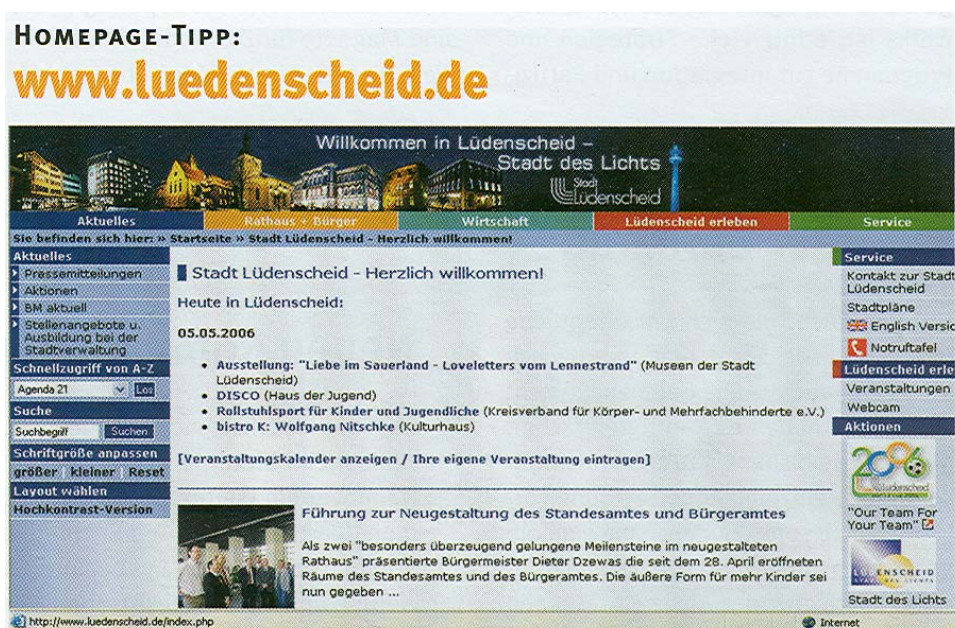 HOMEPAGE-TIPP:
www.luedenscheid.de
Willkommen in Lüdenscheid –
Stadt des Lichts
Stadt
Lüdenscheid
Aktuelles
Rathaus + Bürger
Wirtschaft
Lüdenscheid erleben
Service
Sie befinden sich hier: » Startseite » Stadt Lüdenscheid - Herzlich willkommen!
Aktuelles
Pressemitteilungen
Aktionen
BM aktuell
Stellenangebote u.
Ausbildung bei der
Stadtverwaltung
Schnellzugriff von A-Z
Agenda 21
Los
Suche
Suchbegriff
Suchen
Schriftgröße anpassen
größer | kleiner | Reset
Layout wählen
Hochkontrast-Version
Stadt Lüdenscheid - Herzlich willkommen!
Heute in Lüdenscheid:
05.05.2006
• Ausstellung: "Liebe im Sauerland - Loveletters vom Lennestrand" (Museen der Stadt
Lüdenscheid)
• DISCO (Haus der Jugend)
• Rollstuhlsport für Kinder und Jugendliche (Kreisverband für Körper- und Mehrfachbehinderte e.V.)
• bistro K: Wolfgang Nitschke (Kulturhaus)
[Veranstaltungskalender anzeigen / Ihre eigene Veranstaltung eintragen]
Führung zur Neugestaltung des Standesamtes und Bürgeramtes
Als zwei "besonders überzeugend gelungene Meilensteine im neugestalteten
Rathaus" präsentierte Bürgermeister Dieter Dzewas die seit dem 28. April eröffneten
Räume des Standesamtes und des Bürgeramtes. Die äußere Form für mehr Kinder sei
nun gegeben ...
Service
Kontakt zur Stadt
Lüdenscheid
Stadtpläne
English Versio
Notruftafel
Lüdenscheid erle
Veranstaltungen
Webcam
Aktionen
2006
Lüdenscheid
"Our Team For
Your Team"
LÜDENSCHEID
Stadt des Lichts
http://www.luedenscheid.de/index.php
Internet